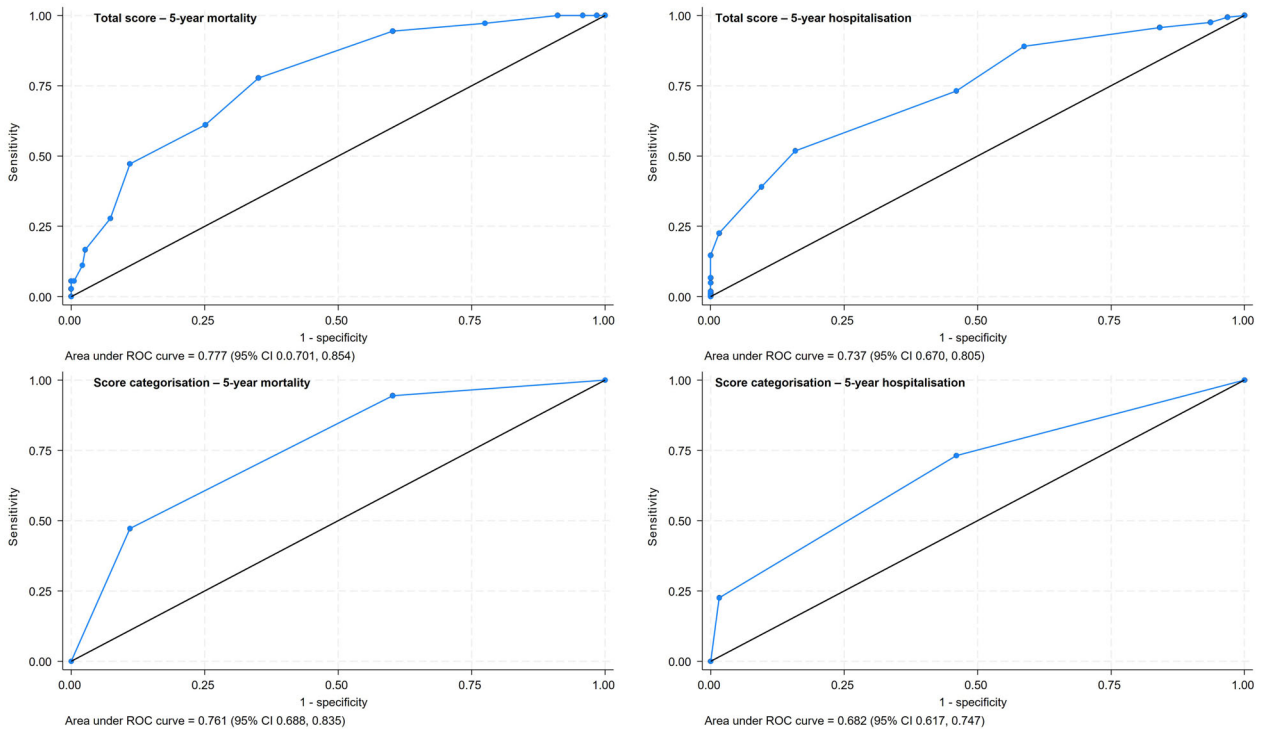 Total score – 5-year mortality
1.00
0.75
0.50
0.25
0.00
Sensitivity
0.00 0.25 0.50 0.75 1.00
1 - specificity
Area under ROC curve = 0.777 (95% CI 0.0.701, 0.854)
Total score – 5-year hospitalisation
1.00
0.75
0.50
0.25
0.00
Sensitivity
0.00 0.25 0.50 0.75 1.00
1 - specificity
Area under ROC curve = 0.737 (95% CI 0.670, 0.805)
Score categorisation – 5-year mortality
1.00
0.75
0.50
0.25
0.00
Sensitivity
0.00 0.25 0.50 0.75 1.00
1 - specificity
Area under ROC curve = 0.761 (95% CI 0.688, 0.835)
Score categorisation – 5-year hospitalisation
1.00
0.75
0.50
0.25
0.00
Sensitivity
0.00 0.25 0.50 0.75 1.00
1 - specificity
Area under ROC curve = 0.682 (95% CI 0.617, 0.747)